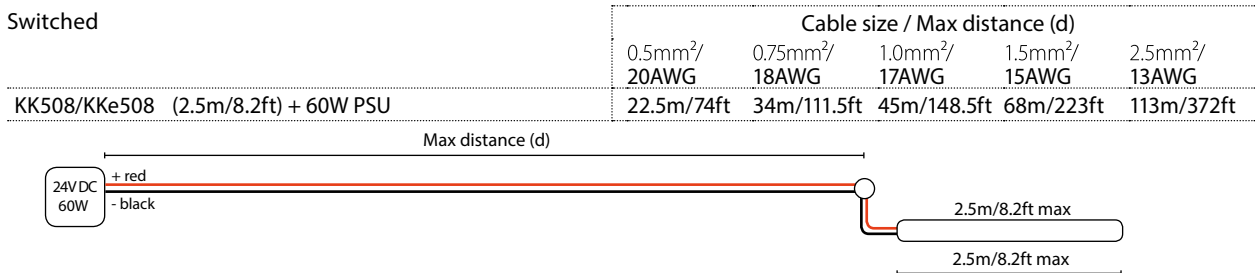 Switched
Cable size / Max distance (d)
0.5mm²/ 0.75mm²/ 1.0mm²/ 1.5mm²/ 2.5mm²/
20AWG 18AWG 17AWG 15AWG 13AWG
KK508/KKe508 (2.5m/8.2ft) + 60W PSU 22.5m/74ft 34m/111.5ft 45m/148.5ft 68m/223ft 113m/372ft
Max distance (d)
24V DC
60W
+ red
- black
2.5m/8.2ft max
2.5m/8.2ft max